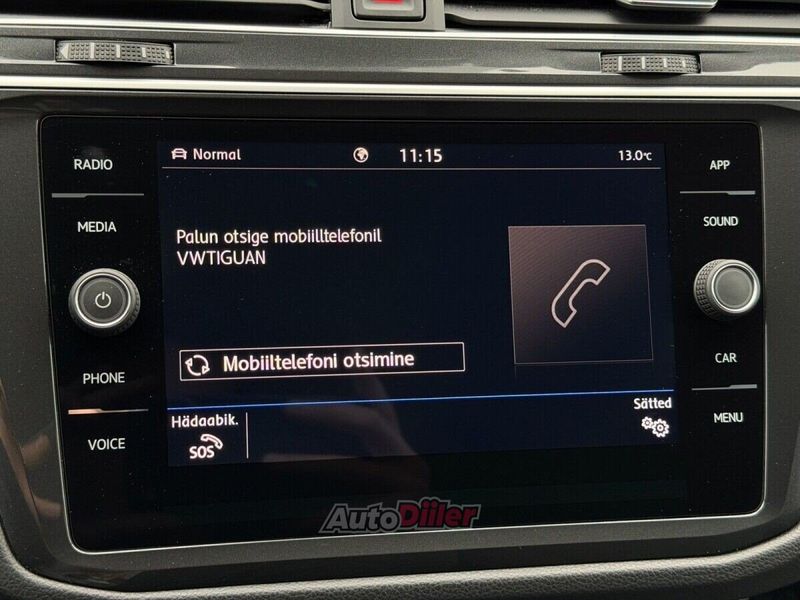 RADIO
MEDIA
PHONE
VOICE
Normal
11:15
13.0°C
Palun otsige mobiilltelefonil
VWTIGUAN
Mobiiltelefoni otsimine
Hädaabik.
SOS
Sätted
APP
SOUND
CAR
MENU
AutoDiiler